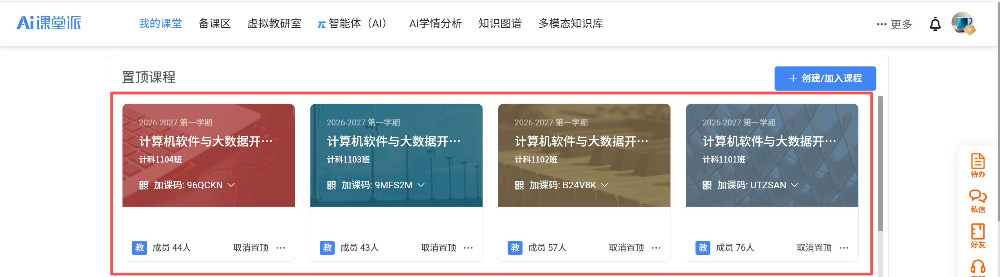 Ai课堂派 我的课堂 备课区 虚拟教研室 智能体（AI） Ai学情分析 知识图谱 多模态知识库 ··· 更多
置顶课程
+ 创建/加入课程
2026-2027 第一学期
计算机软件与大数据开···
计科1104班
加课码: 96QCKN
教 成员 44人 取消置顶 ···
2026-2027 第一学期
计算机软件与大数据开···
计科1103班
加课码: 9MFS2M
教 成员 43人 取消置顶 ···
2026-2027 第一学期
计算机软件与大数据开···
计科1102班
加课码: B24V8K
教 成员 57人 取消置顶 ···
2026-2027 第一学期
计算机软件与大数据开···
计科1101班
加课码: UTZSAN
教 成员 76人 取消置顶 ···
待办
私信
好友